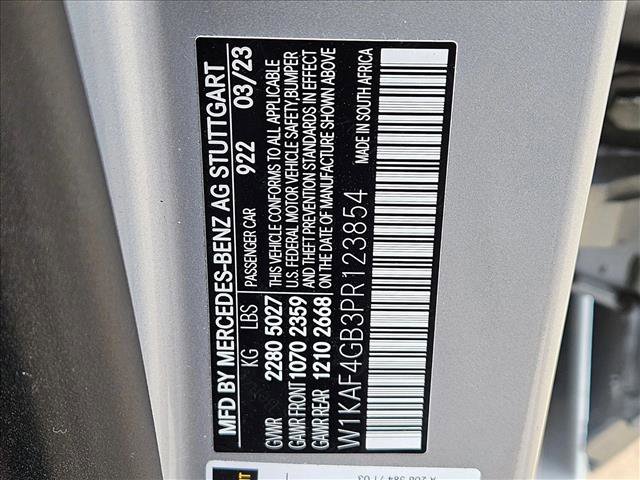 MFD BY MERCEDES-BENZ AG STUTTGART
KG LBS PASSENGER CAR 922 03/23
GVWR 2280 5027 THIS VEHICLE CONFORMS TO ALL APPLICABLE
GAWR FRONT 1070 2359 U.S. FEDERAL MOTOR VEHICLE SAFETY, BUMPER
AND THEFT PREVENTION STANDARDS IN EFFECT
GAWR REAR 1210 2668 ON THE DATE OF MANUFACTURE SHOWN ABOVE
W1KAF4GB3PR123854 MADE IN SOUTH AFRICA